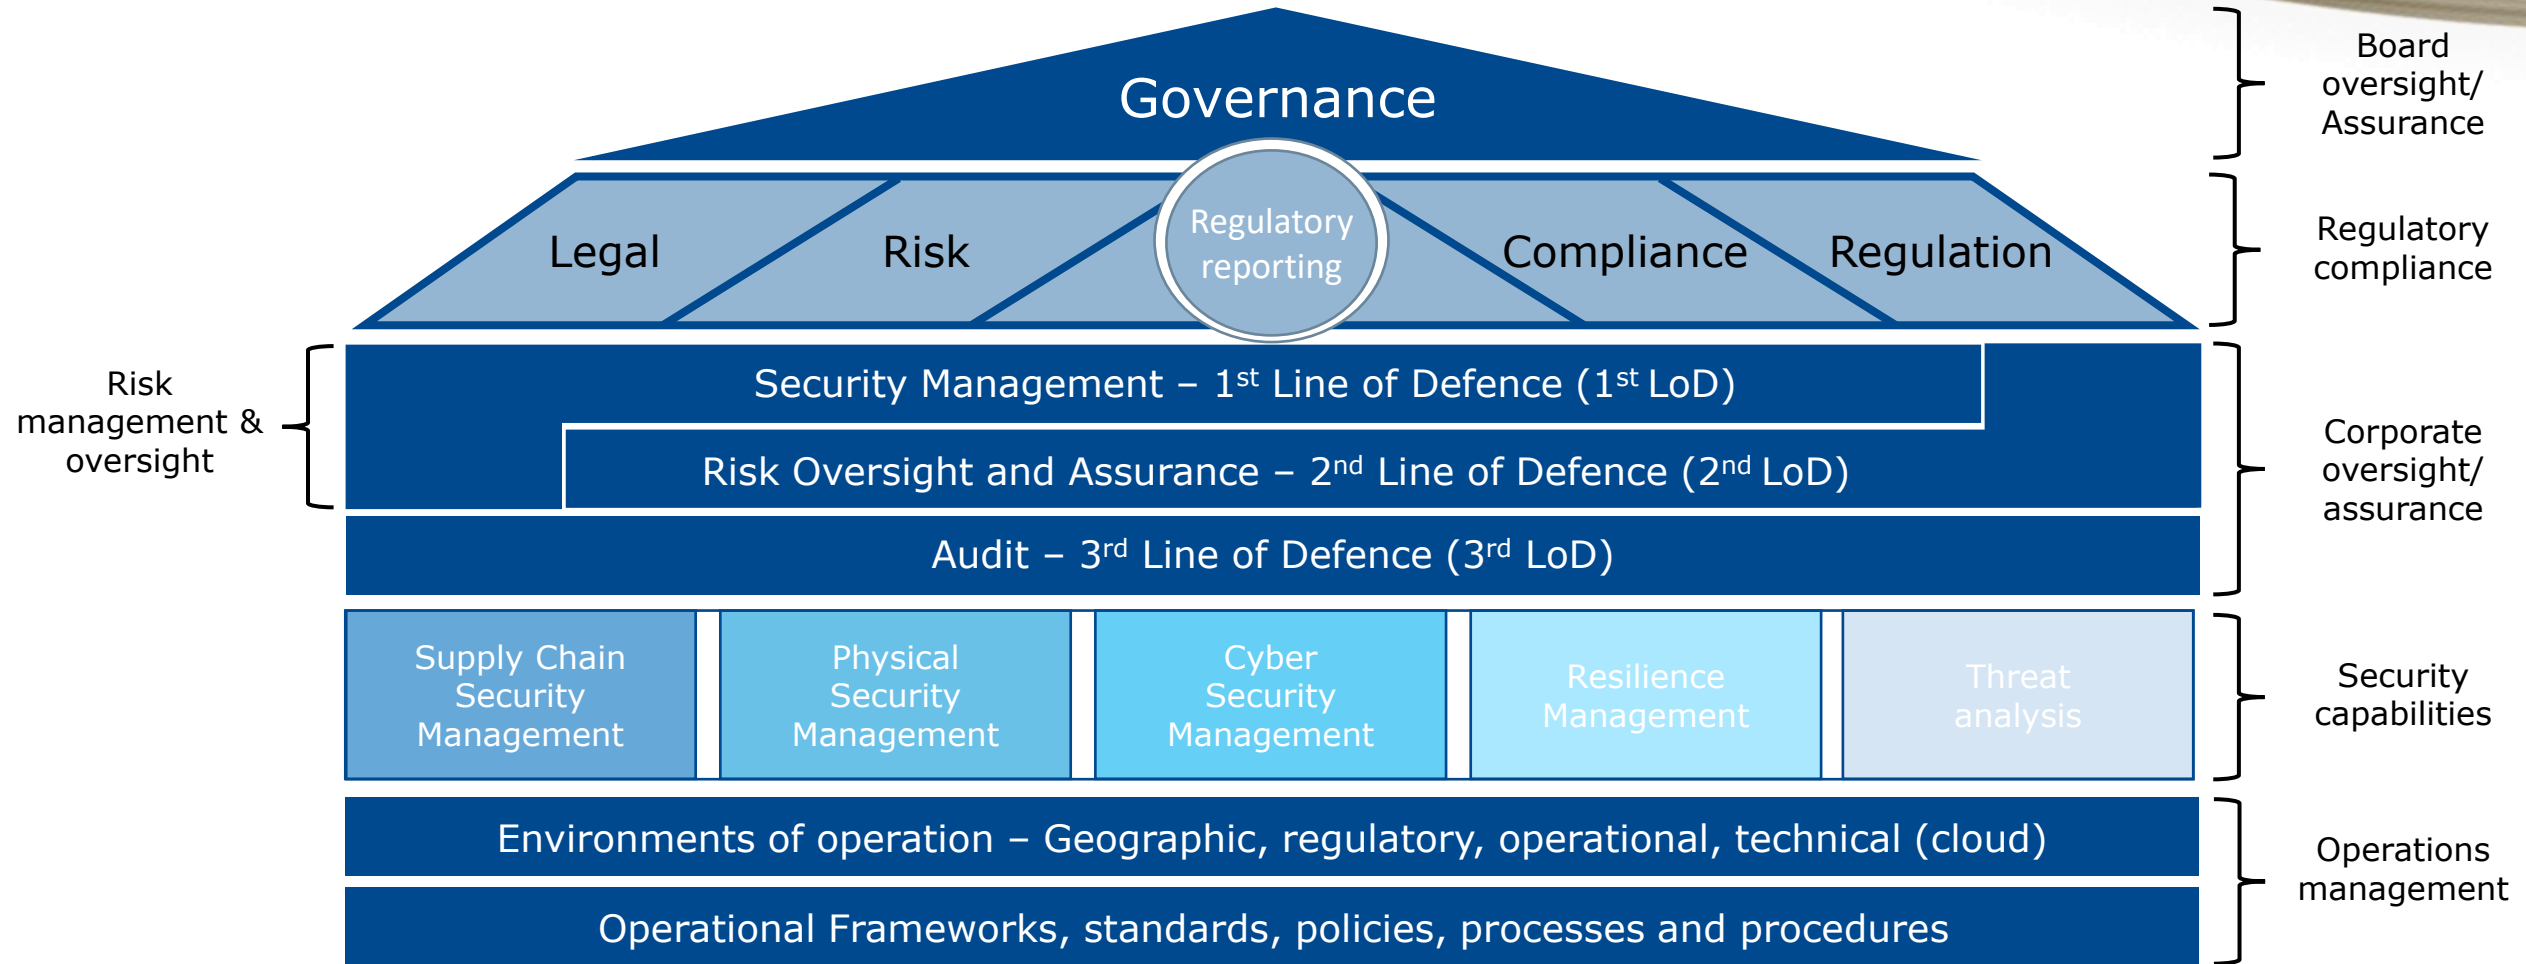 Governance
Board
oversight/
Assurance
Legal
Risk
Regulatory
reporting
Compliance
Regulation
Regulatory
compliance
Risk
management &
oversight
Security Management – 1st Line of Defence (1st LoD)
Risk Oversight and Assurance – 2nd Line of Defence (2nd LoD)
Audit – 3rd Line of Defence (3rd LoD)
Corporate
oversight/
assurance
Supply Chain
Security
Management
Physical
Security
Management
Cyber
Security
Management
Resilience
Management
Threat
analysis
Security
capabilities
Environments of operation – Geographic, regulatory, operational, technical (cloud)
Operational Frameworks, standards, policies, processes and procedures
Operations
management